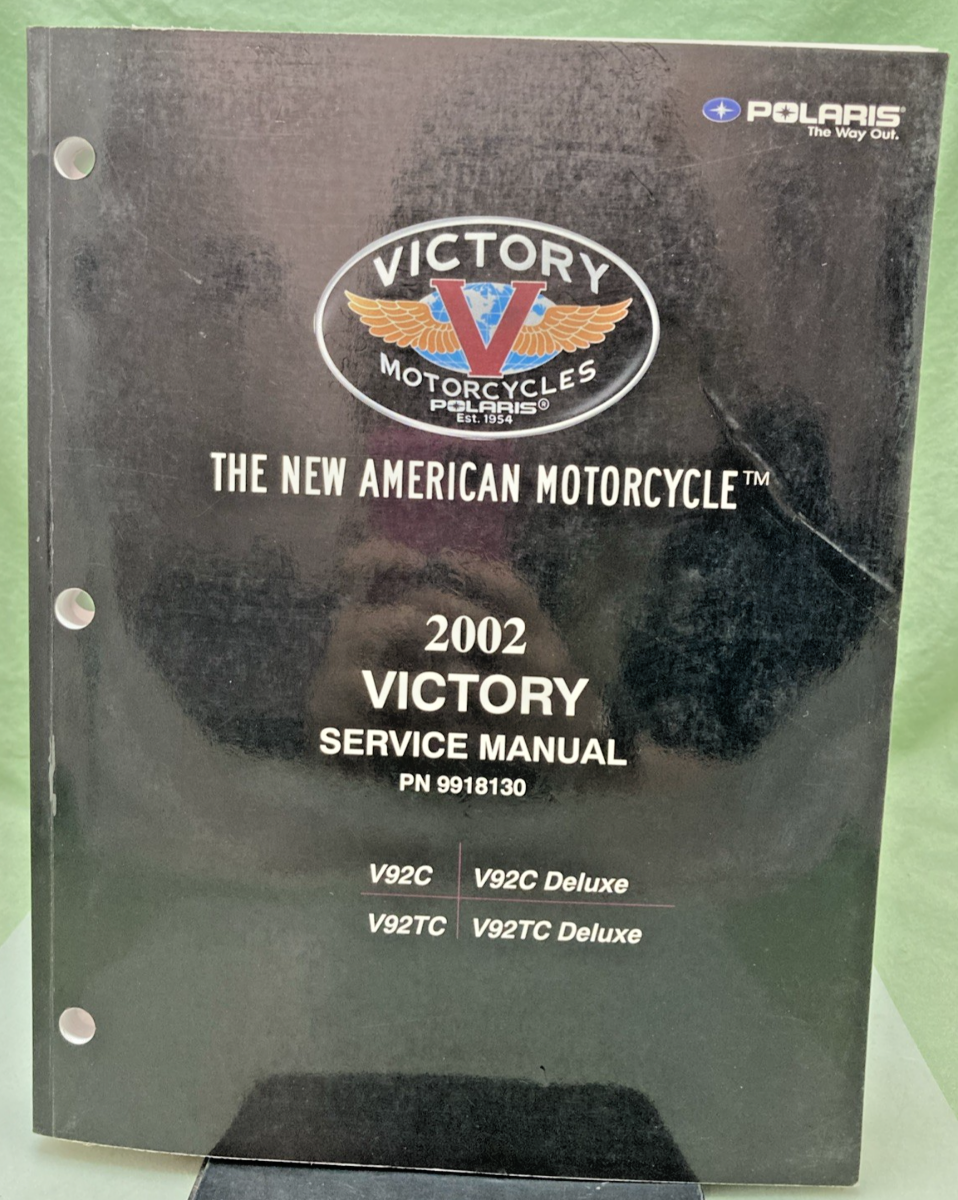 POLARIS®
The Way Out.
VICTORY
V
MOTORCYCLES
POLARIS®
Est. 1954
THE NEW AMERICAN MOTORCYCLE™
2002
VICTORY
SERVICE MANUAL
PN 9918130
V92C V92C Deluxe
V92TC V92TC Deluxe